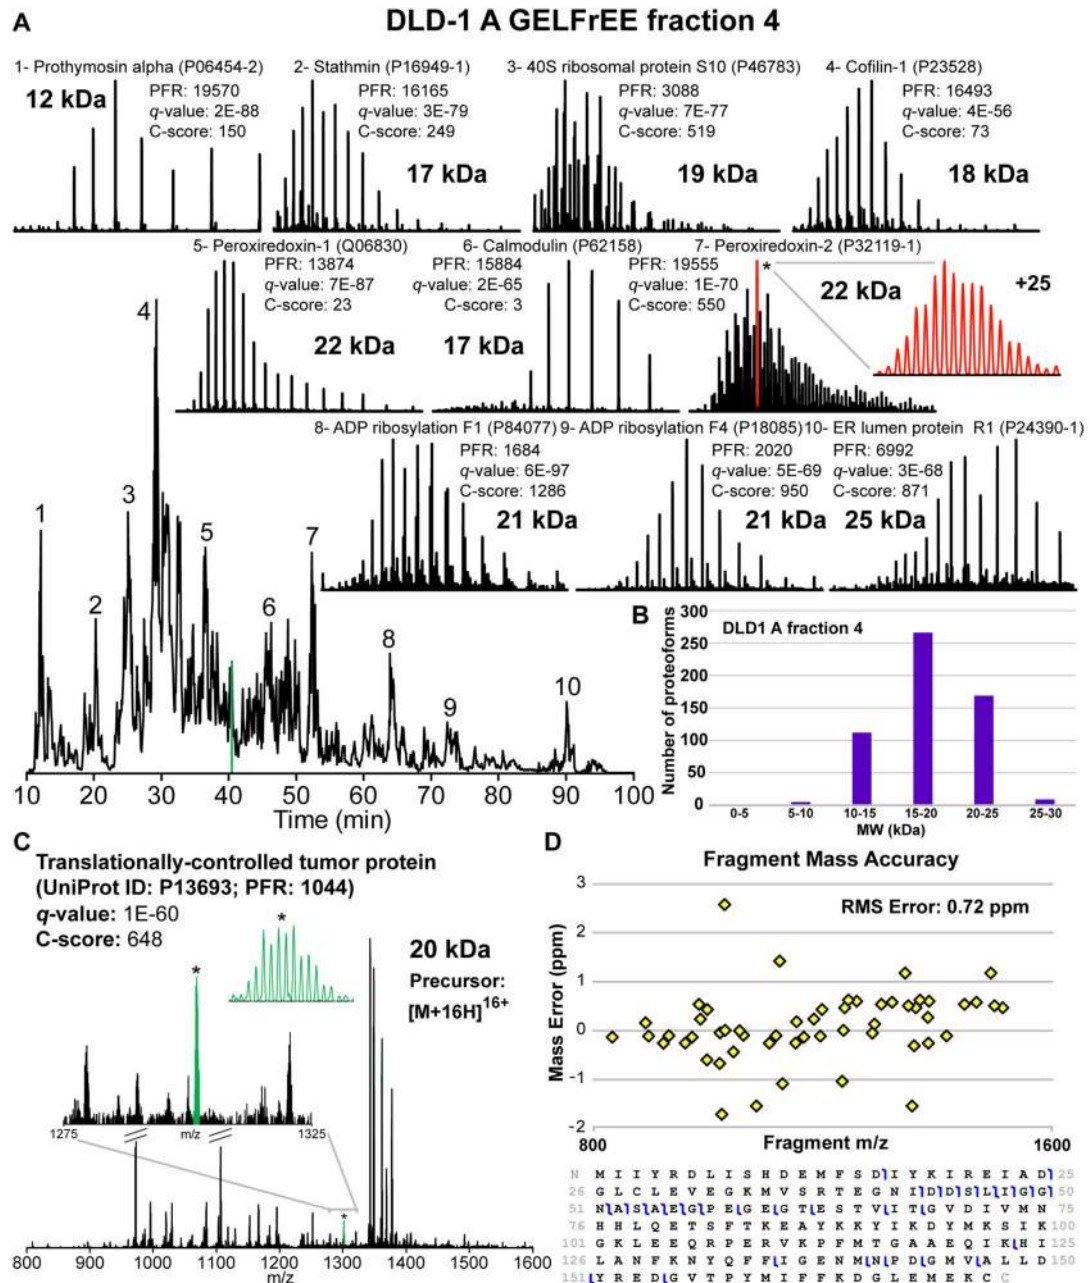 A
DLD-1 A GELFrEE fraction 4
1- Prothymosin alpha (P06454-2)
12 kDa
PFR: 19570
q-value: 2E-88
C-score: 150
2- Stathmin (P16949-1)
PFR: 16165
q-value: 3E-79
C-score: 249
17 kDa
3- 40S ribosomal protein S10 (P46783)
PFR: 3088
q-value: 7E-77
C-score: 519
19 kDa
4- Cofilin-1 (P23528)
PFR: 16493
q-value: 4E-56
C-score: 73
18 kDa
5- Peroxiredoxin-1 (Q06830)
PFR: 13874
q-value: 7E-87
C-score: 23
22 kDa
6- Calmodulin (P62158)
PFR: 15884
q-value: 2E-65
C-score: 3
17 kDa
7- Peroxiredoxin-2 (P32119-1)
PFR: 19555
q-value: 1E-70
C-score: 550
*
22 kDa
+25
8- ADP ribosylation F1 (P84077)
PFR: 1684
q-value: 6E-97
C-score: 1286
21 kDa
9- ADP ribosylation F4 (P18085)
PFR: 2020
q-value: 5E-69
C-score: 950
21 kDa
10- ER lumen protein R1 (P24390-1)
PFR: 6992
q-value: 3E-68
C-score: 871
25 kDa
1
2
3
4
5
6
7
8
9
10
10 20 30 40 50 60 70 80 90 100
Time (min)
B
DLD1 A fraction 4
Number of proteoforms
300
250
200
150
100
50
0
0-5 5-10 10-15 15-20 20-25 25-30
MW (kDa)
C
Translationally-controlled tumor protein
(UniProt ID: P13693; PFR: 1044)
q-value: 1E-60
C-score: 648
*
*
20 kDa
Precursor:
[M+16H]16+
1275 m/z 1325
*
800 900 1000 1100 1200 1300 1400 1500 1600
m/z
D
Fragment Mass Accuracy
RMS Error: 0.72 ppm
Mass Error (ppm)
3
2
1
0
-1
-2
800 Fragment m/z 1600
N M I I Y R D L I S H D E M F S D I Y K I R E I A D 25
26 G L C L E V E G K M V S R T E G N I D D S L I G G 50
51 N A S A E G P E G E G T E S T V I T G V D I V M N 75
76 H H L Q E T S F T K E A Y K K Y I K D Y M K S I K 100
101 G K L E E Q R P E R V K P F M T G A A E Q I K H I 125
126 L A N F K N Y Q F F I G E N M N P D G M V A L L D 150
151 Y R E D G V T P Y M I F F K D G L E M E K C C